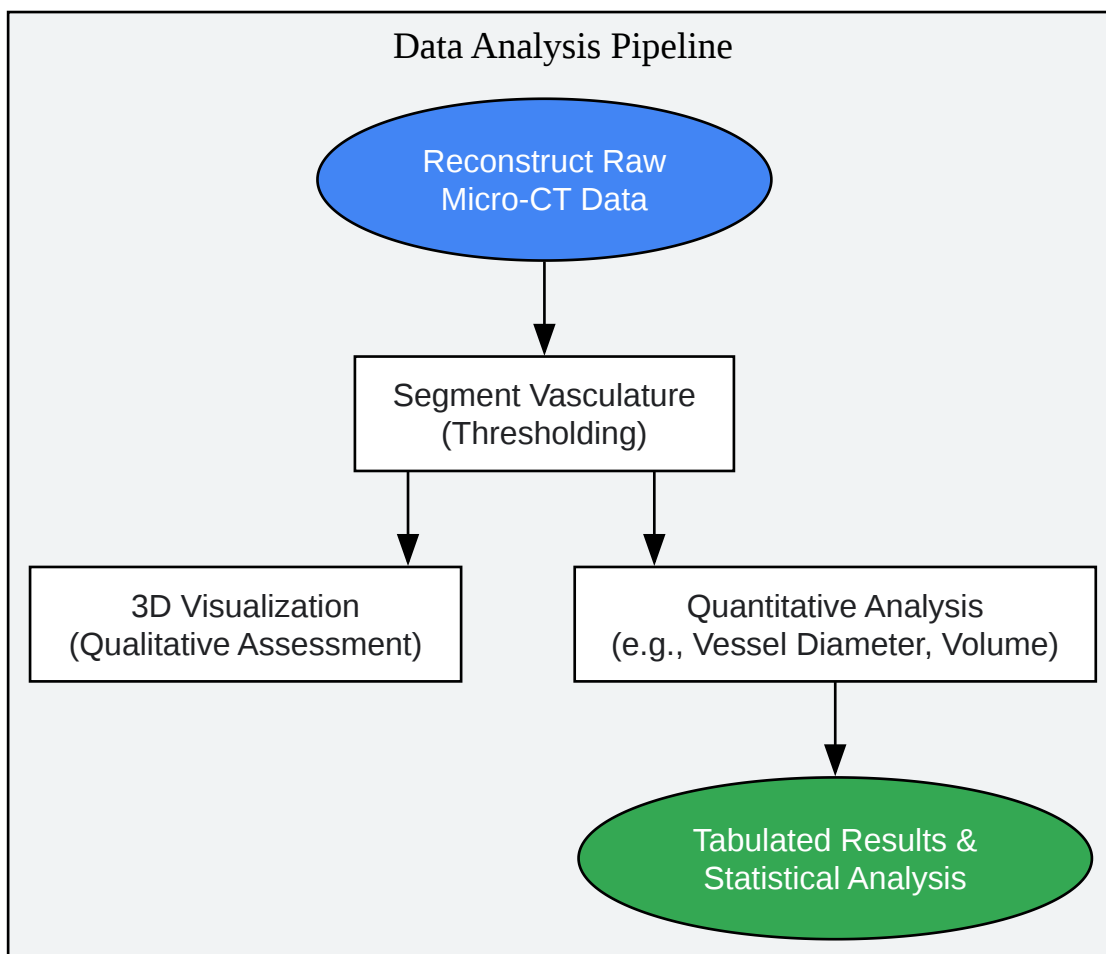 Data Analysis Pipeline
Reconstruct Raw
Micro-CT Data
Segment Vasculature
(Thresholding)
3D Visualization
(Qualitative Assessment)
Quantitative Analysis
(e.g., Vessel Diameter, Volume)
Tabulated Results &
Statistical Analysis